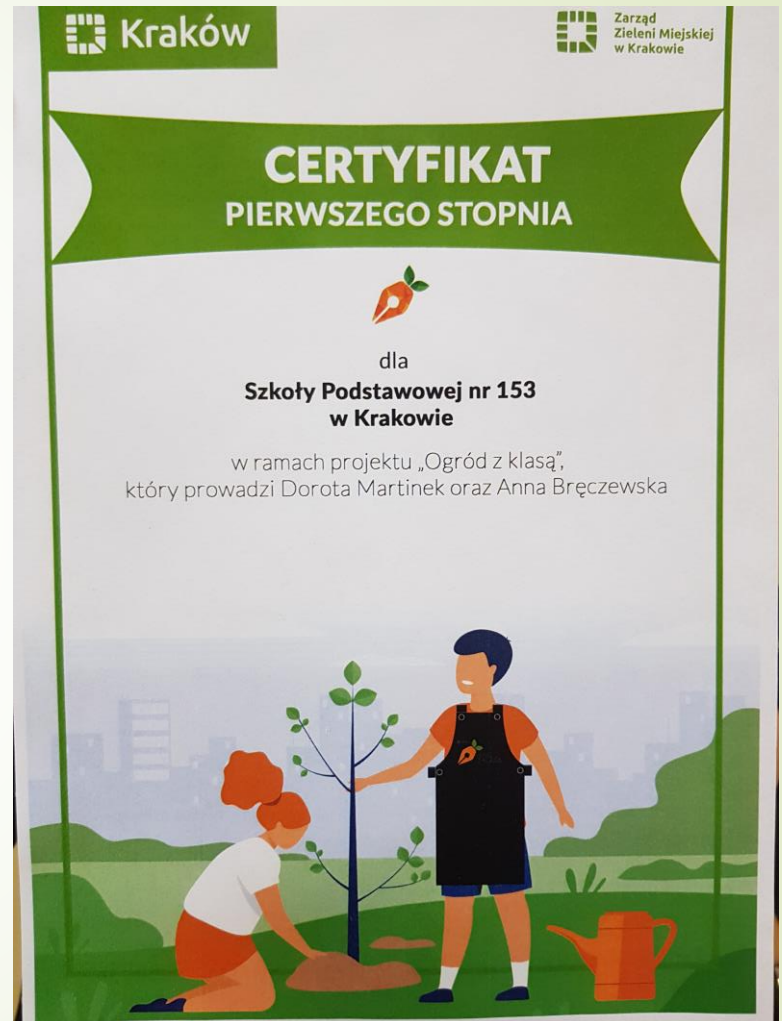 Kraków
Zarząd
Zieleni Miejskiej
w Krakowie
CERTYFIKAT
PIERWSZEGO STOPNIA
dla
Szkoły Podstawowej nr 153
w Krakowie
w ramach projektu „Ogród z klasą”,
który prowadzi Dorota Martinek oraz Anna Bręczewska